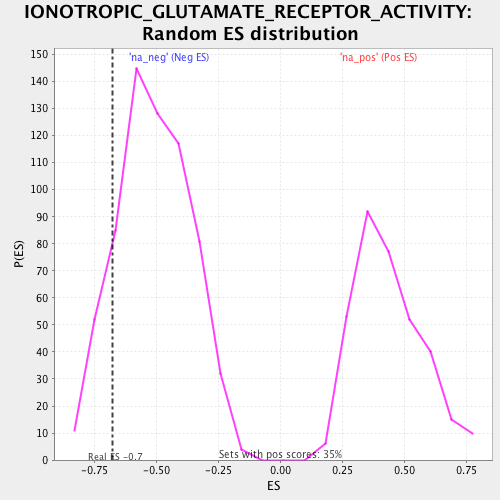 IONOTROPIC_GLUTAMATE_RECEPTOR_ACTIVITY:
Random ES distribution
'na_neg' (Neg ES)
'na_pos' (Pos ES)
150
140
130
120
110
100
90
80
70
60
50
40
30
20
10
0
P(ES)
Real ES -0.7
Sets with pos scores: 35%
-0.75
-0.50
-0.25
0.00
0.25
0.50
0.75
ES